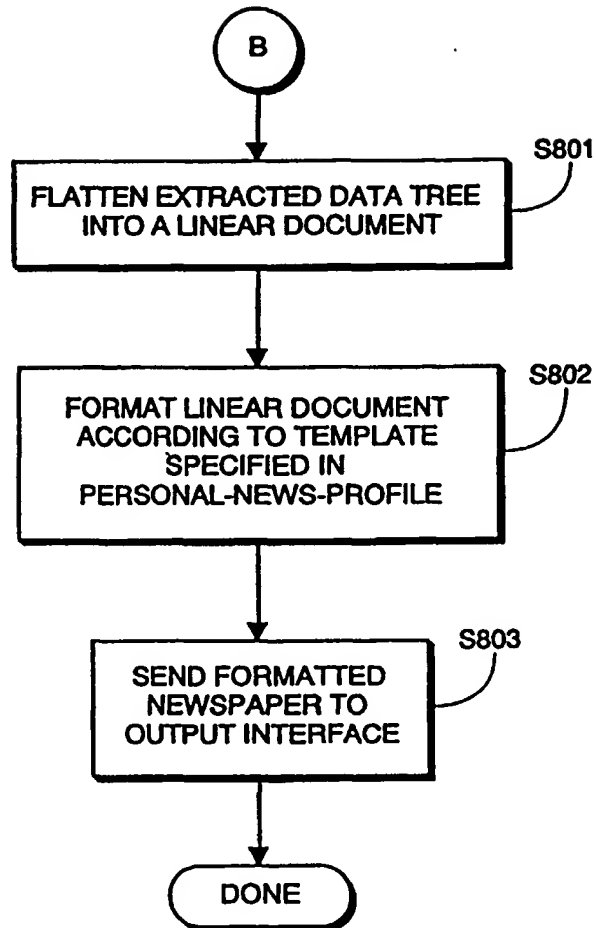 B
S801
FLATTEN EXTRACTED DATA TREE
INTO A LINEAR DOCUMENT
S802
FORMAT LINEAR DOCUMENT
ACCORDING TO TEMPLATE
SPECIFIED IN
PERSONAL-NEWS-PROFILE
S803
SEND FORMATTED
NEWSPAPER TO
OUTPUT INTERFACE
DONE